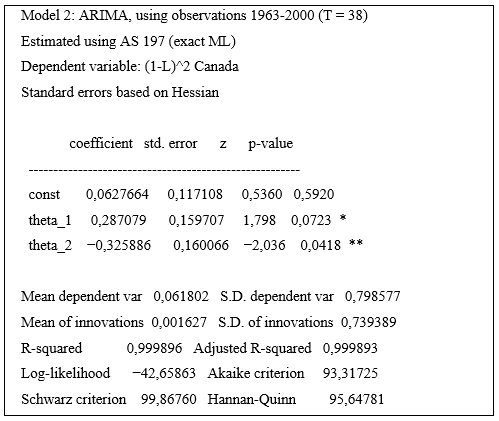 Model 2: ARIMA, using observations 1963-2000 (T = 38)
Estimated using AS 197 (exact ML)
Dependent variable: (1-L)^2 Canada
Standard errors based on Hessian
coefficient std. error z p-value
---------------------------------------------------------
const 0,0627664 0,117108 0,5360 0,5920
theta_1 0,287079 0,159707 1,798 0,0723 *
theta_2 −0,325886 0,160066 −2,036 0,0418 **
Mean dependent var 0,061802 S.D. dependent var 0,798577
Mean of innovations 0,001627 S.D. of innovations 0,739389
R-squared 0,999896 Adjusted R-squared 0,999893
Log-likelihood −42,65863 Akaike criterion 93,31725
Schwarz criterion 99,86760 Hannan-Quinn 95,64781